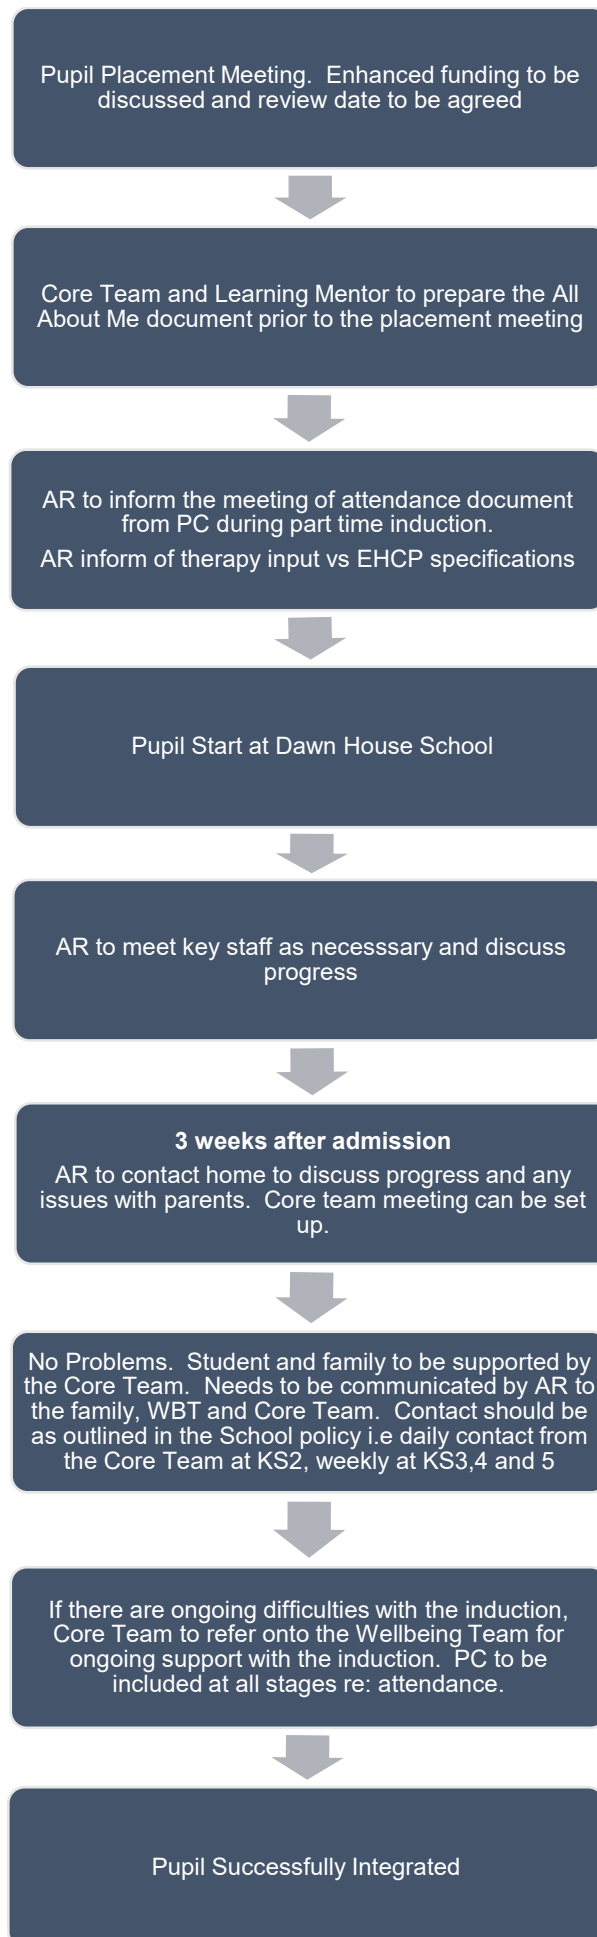 Pupil Placement Meeting.  Enhanced funding to be
discussed and review date to be agreed
Core Team and Learning Mentor to prepare the All
About Me document prior to the placement meeting
AR to inform the meeting of attendance document
from PC during part time induction.
AR inform of therapy input vs EHCP specifications
Pupil Start at Dawn House School
AR to meet key staff as necesssary and discuss
progress
3 weeks after admission
AR to contact home to discuss progress and any
issues with parents.  Core team meeting can be set
up.
No Problems.  Student and family to be supported by
the Core Team.  Needs to be communicated by AR to
the family, WBT and Core Team.  Contact should be
as outlined in the School policy i.e daily contact from
the Core Team at KS2, weekly at KS3,4 and 5
If there are ongoing difficulties with the induction,
Core Team to refer onto the Wellbeing Team for
ongoing support with the induction.  PC to be
included at all stages re: attendance.
Pupil Successfully Integrated